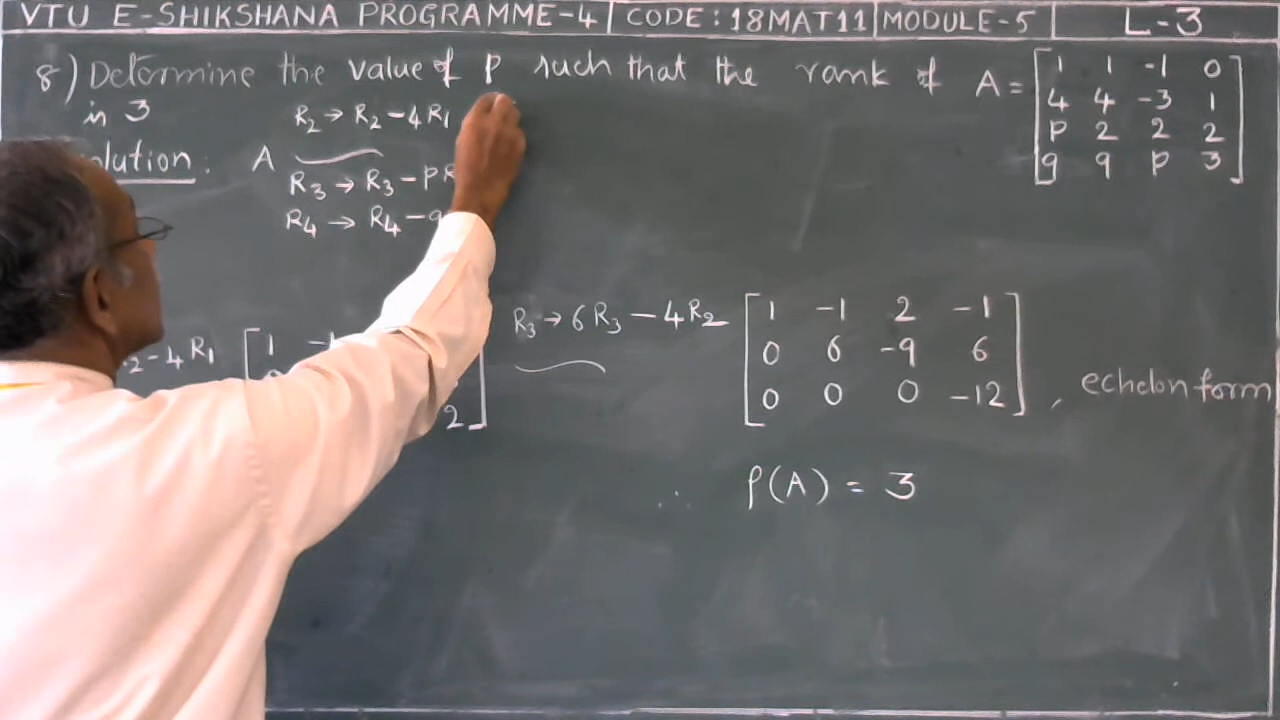 VTU E-SHIKSHANA PROGRAMME-4 | CODE: 18MAT11 | MODULE-5 | L-3
8) Determine the value of P such that the rank of A = [1 1 -1 0
4 4 -3 1
P 2 2 2
9 9 P 3]
is 3
R2 → R2 - 4R1
olution: A
R3 → R3 - P
R4 → R4 - 9
2 - 4R1 [1 -1
0
2]
R3 → 6R3 - 4R2 [1 -1 2 -1
0 6 -9 6
0 0 0 -12], echelon form
∴ ρ(A) = 3